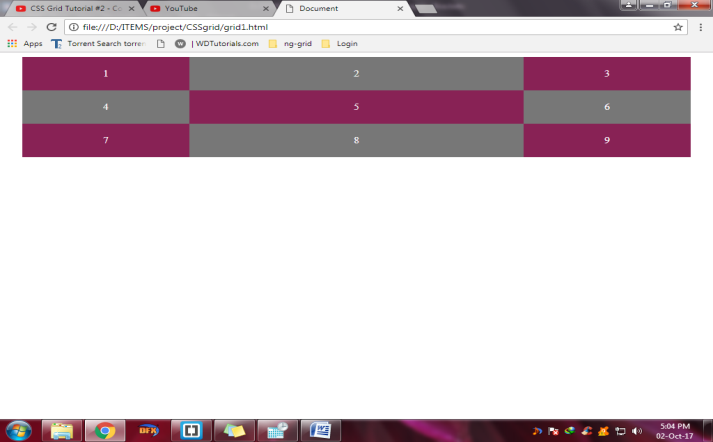 CSS Grid Tutorial #2 - Co
YouTube
Document
file:///D:/ITEMS/project/CSSgrid/grid1.html
Apps
Torrent Search torren
| WDTutorials.com
ng-grid
Login
1 2 3
4 5 6
7 8 9
DFX
5:04 PM
02-Oct-17